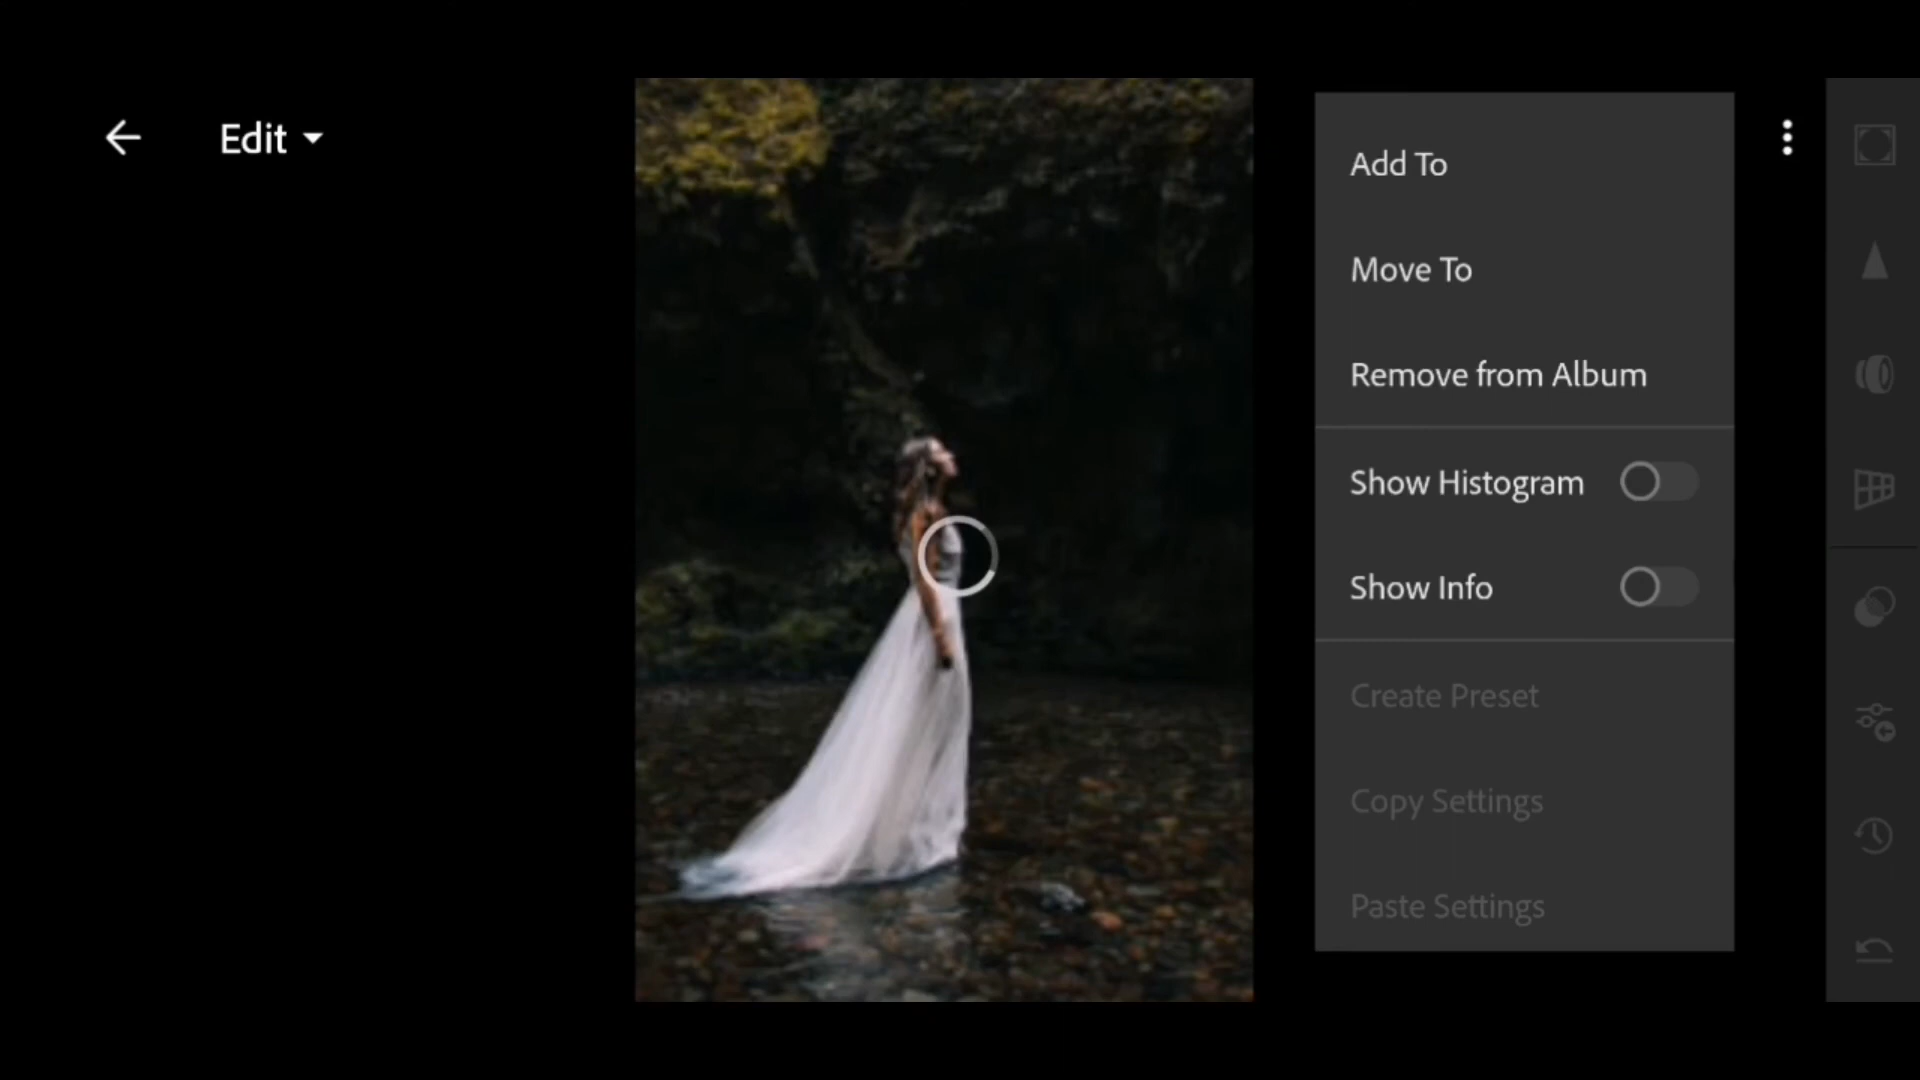 Edit
Add To
Move To
Remove from Album
Show Histogram
Show Info
Create Preset
Copy Settings
Paste Settings